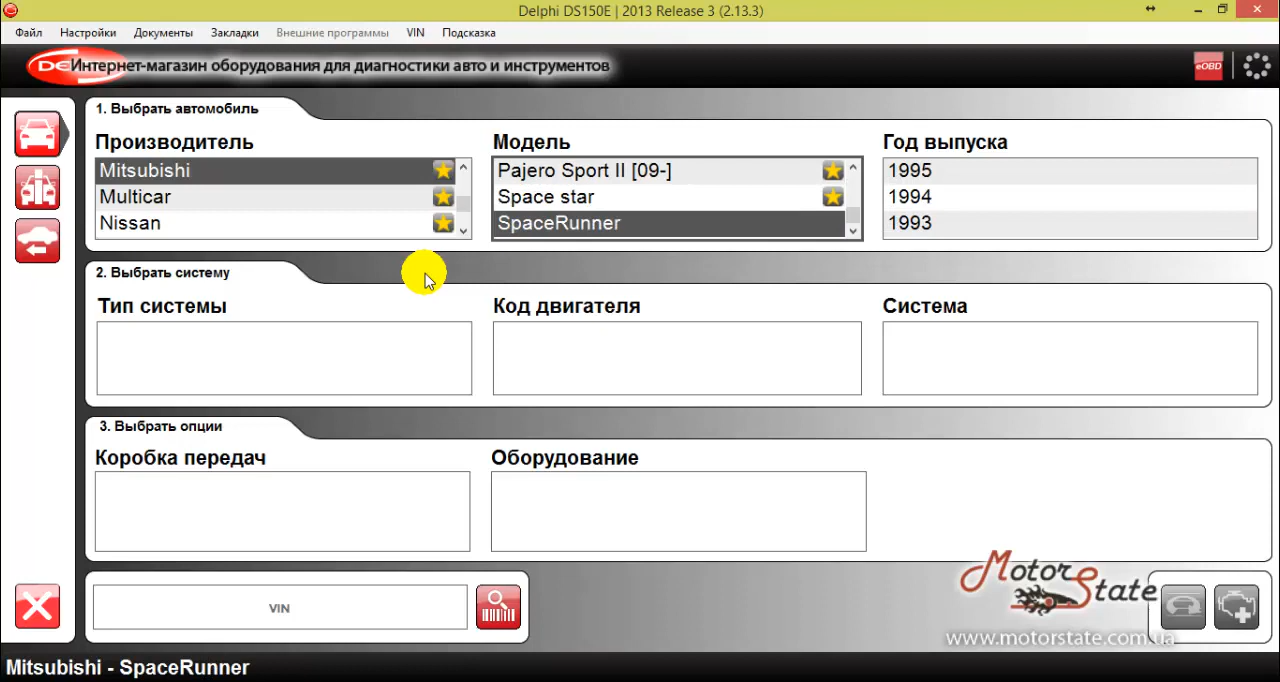 Delphi DS150E | 2013 Release 3 (2.13.3)
Файл Настройки Документы Закладки Внешние программы VIN Подсказка
DE Интернет-магазин оборудования для диагностики авто и инструментов
eOBD
1. Выбрать автомобиль
Производитель Модель Год выпуска
Mitsubishi Pajero Sport II [09-] 1995
Multicar Space star 1994
Nissan SpaceRunner 1993
2. Выбрать систему
Тип системы Код двигателя Система
3. Выбрать опции
Коробка передач Оборудование
VIN
MotorState
www.motorstate.com.ua
Mitsubishi - SpaceRunner